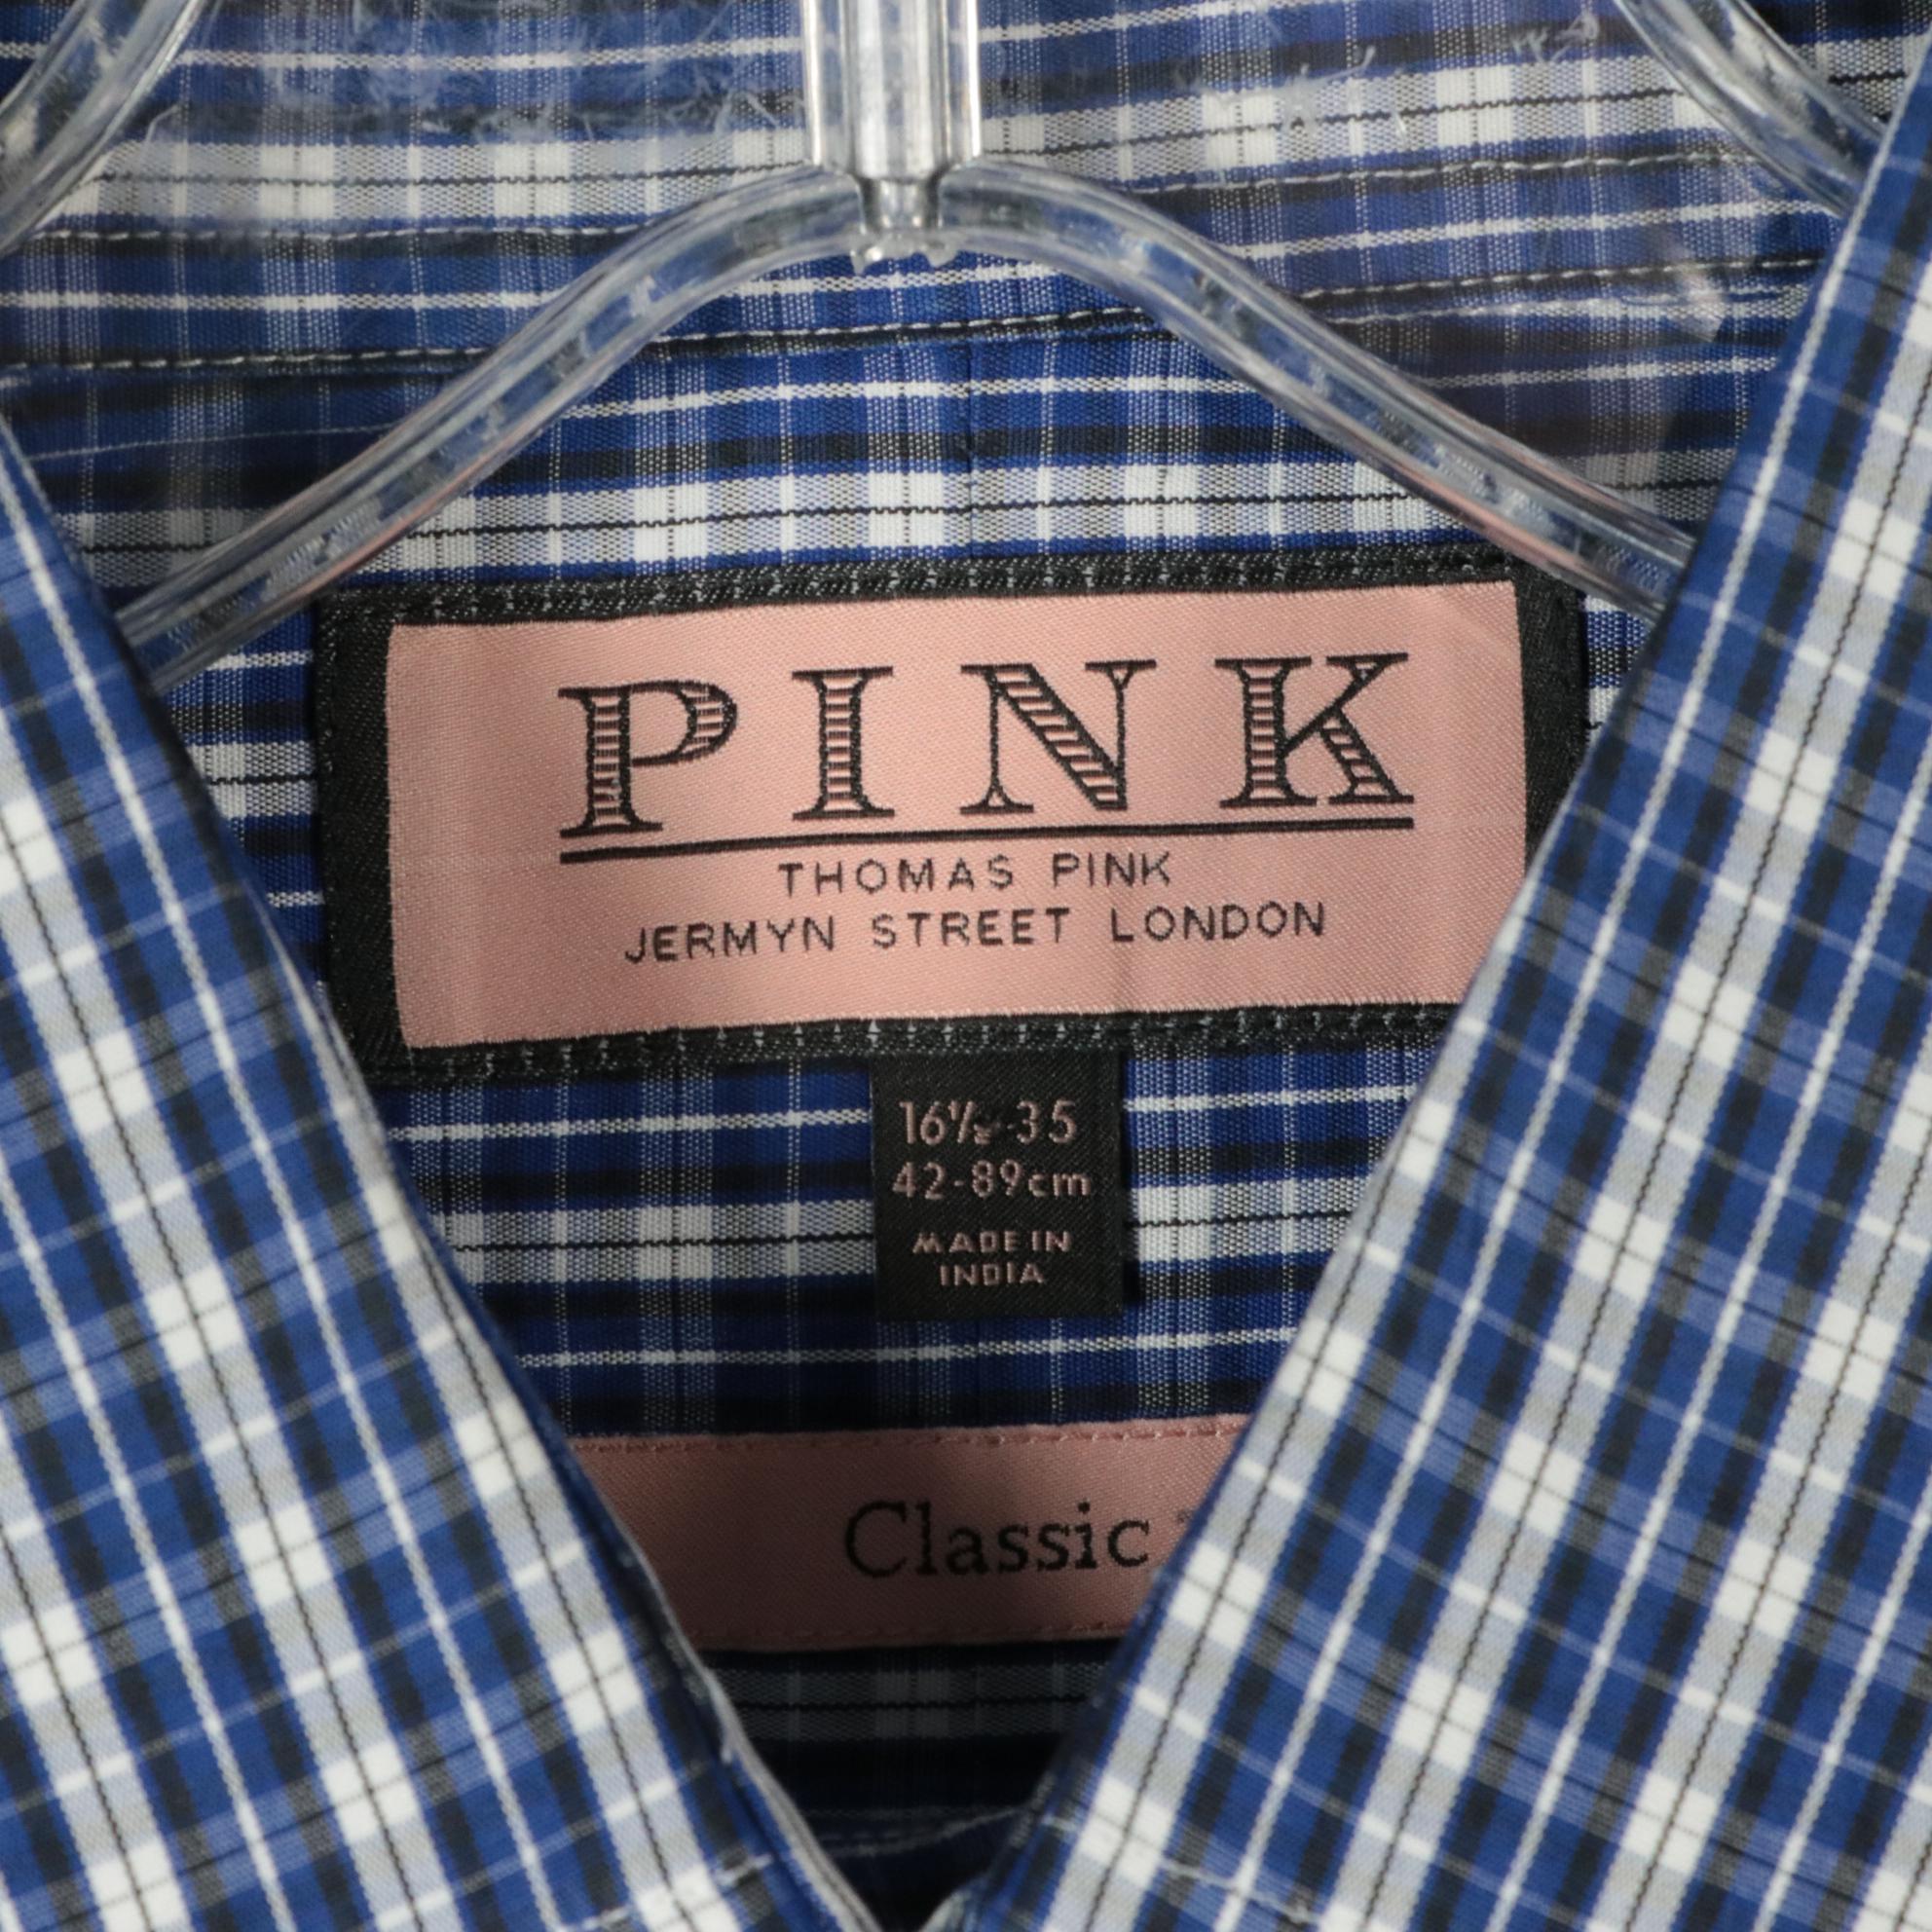 PINK
THOMAS PINK
JERMYN STREET LONDON
16½-35
42-89cm
MADE IN
INDIA
Classic